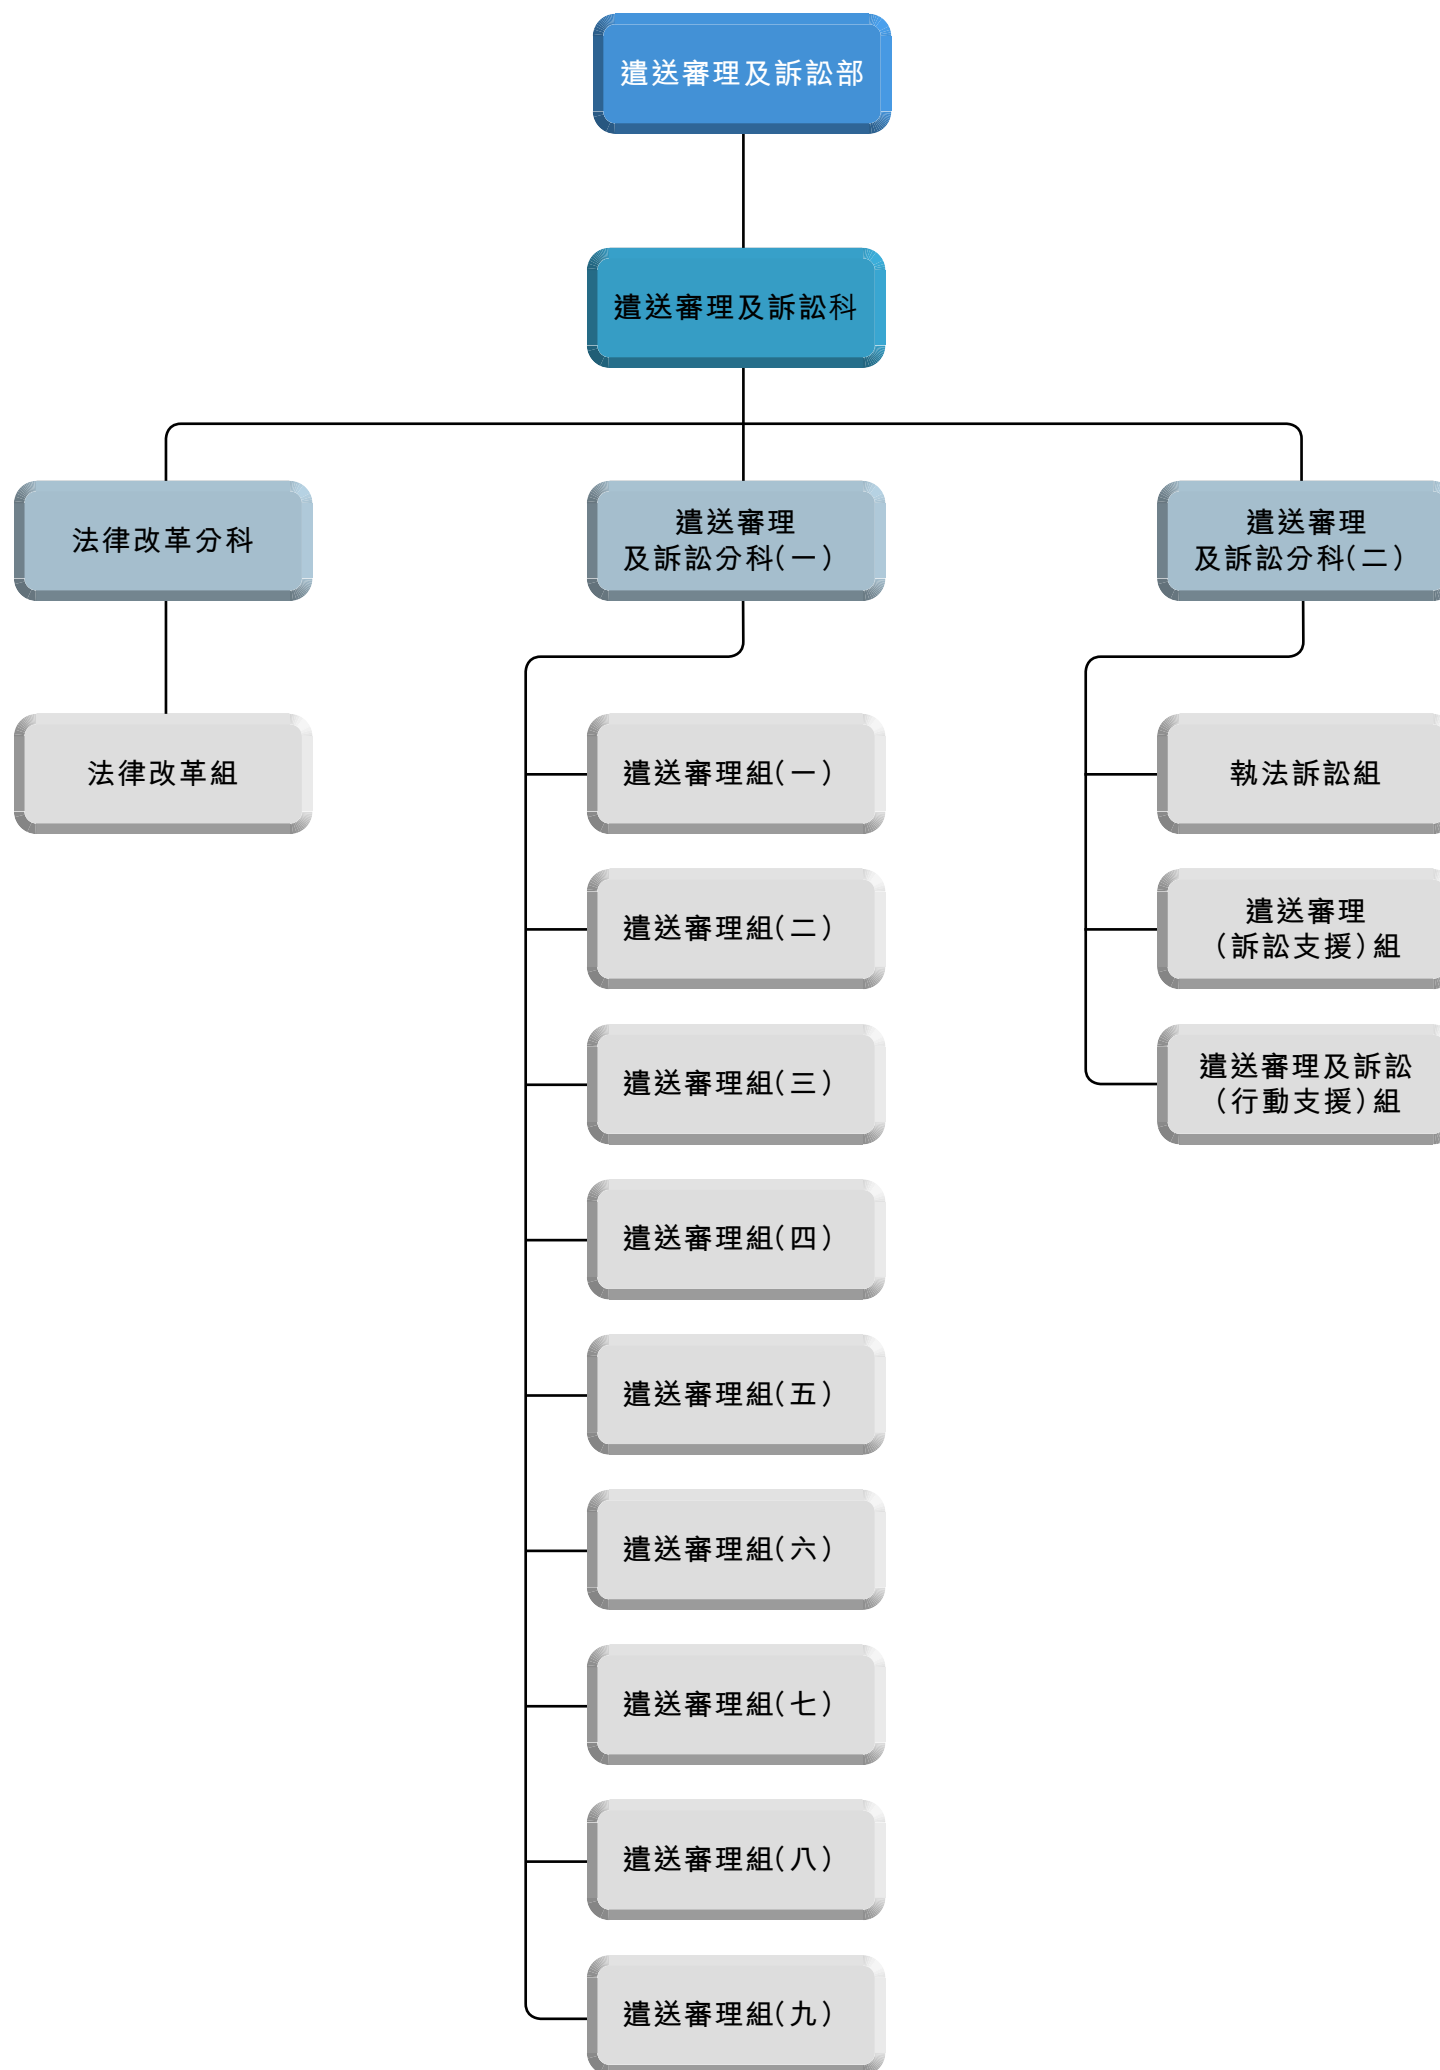 遣送審理及訴訟部
遣送審理及訴訟科
法律改革分科
遣送審理
及訴訟分科(一)
遣送審理
及訴訟分科(二)
法律改革組
遣送審理組(一)
遣送審理組(二)
遣送審理組(三)
遣送審理組(四)
遣送審理組(五)
遣送審理組(六)
遣送審理組(七)
遣送審理組(八)
遣送審理組(九)
執法訴訟組
遣送審理
(訴訟支援)組
遣送審理及訴訟
(行動支援)組